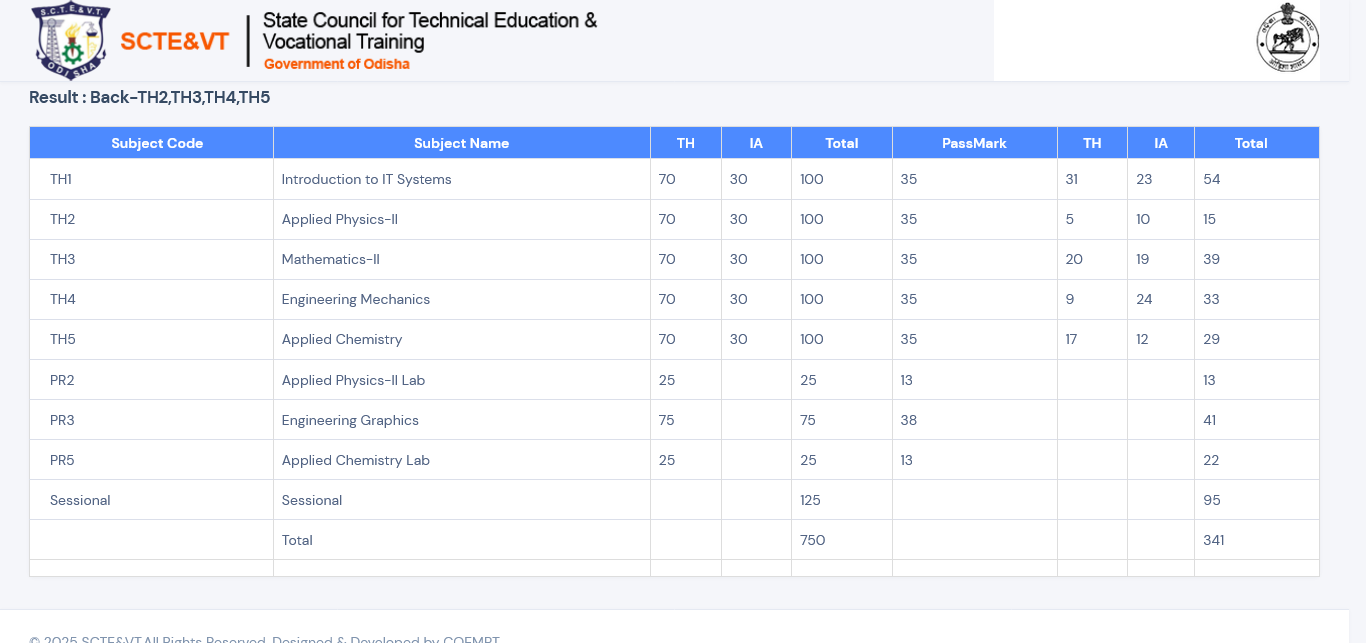 S.C.T.E.&V.T.
ODISHA
SCTE&VT
State Council for Technical Education &
Vocational Training
Government of Odisha
Result : Back-TH2,TH3,TH4,TH5
Subject Code Subject Name TH IA Total PassMark TH IA Total
TH1 Introduction to IT Systems 70 30 100 35 31 23 54
TH2 Applied Physics-II 70 30 100 35 5 10 15
TH3 Mathematics-II 70 30 100 35 20 19 39
TH4 Engineering Mechanics 70 30 100 35 9 24 33
TH5 Applied Chemistry 70 30 100 35 17 12 29
PR2 Applied Physics-II Lab 25 25 13 13
PR3 Engineering Graphics 75 75 38 41
PR5 Applied Chemistry Lab 25 25 13 22
Sessional Sessional 125 95
Total 750 341
© 2025 SCTE&VT.All Rights Reserved. Designed & Developed by COEMPT